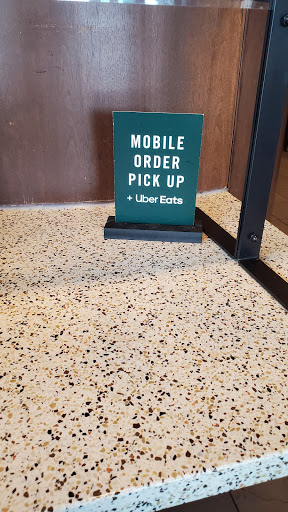 MOBILE
ORDER
PICK UP
+ Uber Eats